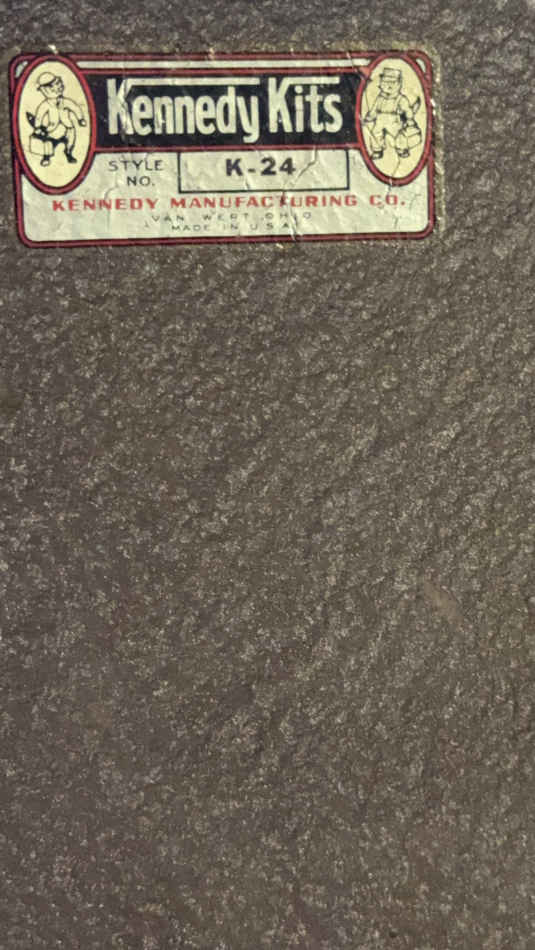 Kennedy Kits
STYLE
NO.
K-24
KENNEDY MANUFACTURING CO.
VAN WERT, OHIO
MADE IN U.S.A.